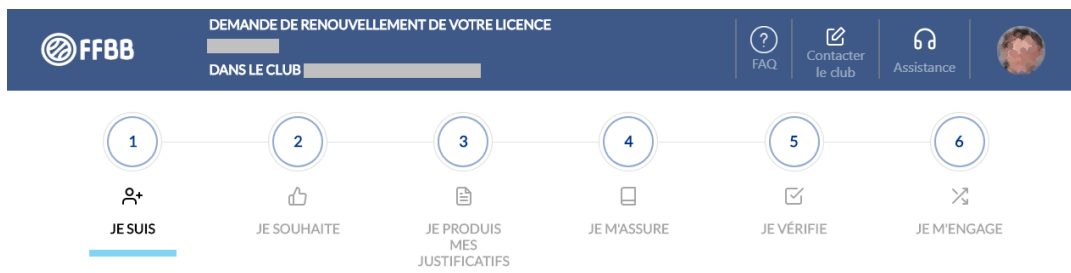 FFBB
DEMANDE DE RENOUVELLEMENT DE VOTRE LICENCE
DANS LE CLUB
?
FAQ
Contacter
le club
Assistance
1
2
3
4
5
6
JE SUIS
JE SOUHAITE
JE PRODUIS
MES
JUSTIFICATIFS
JE M'ASSURE
JE VÉRIFIE
JE M'ENGAGE